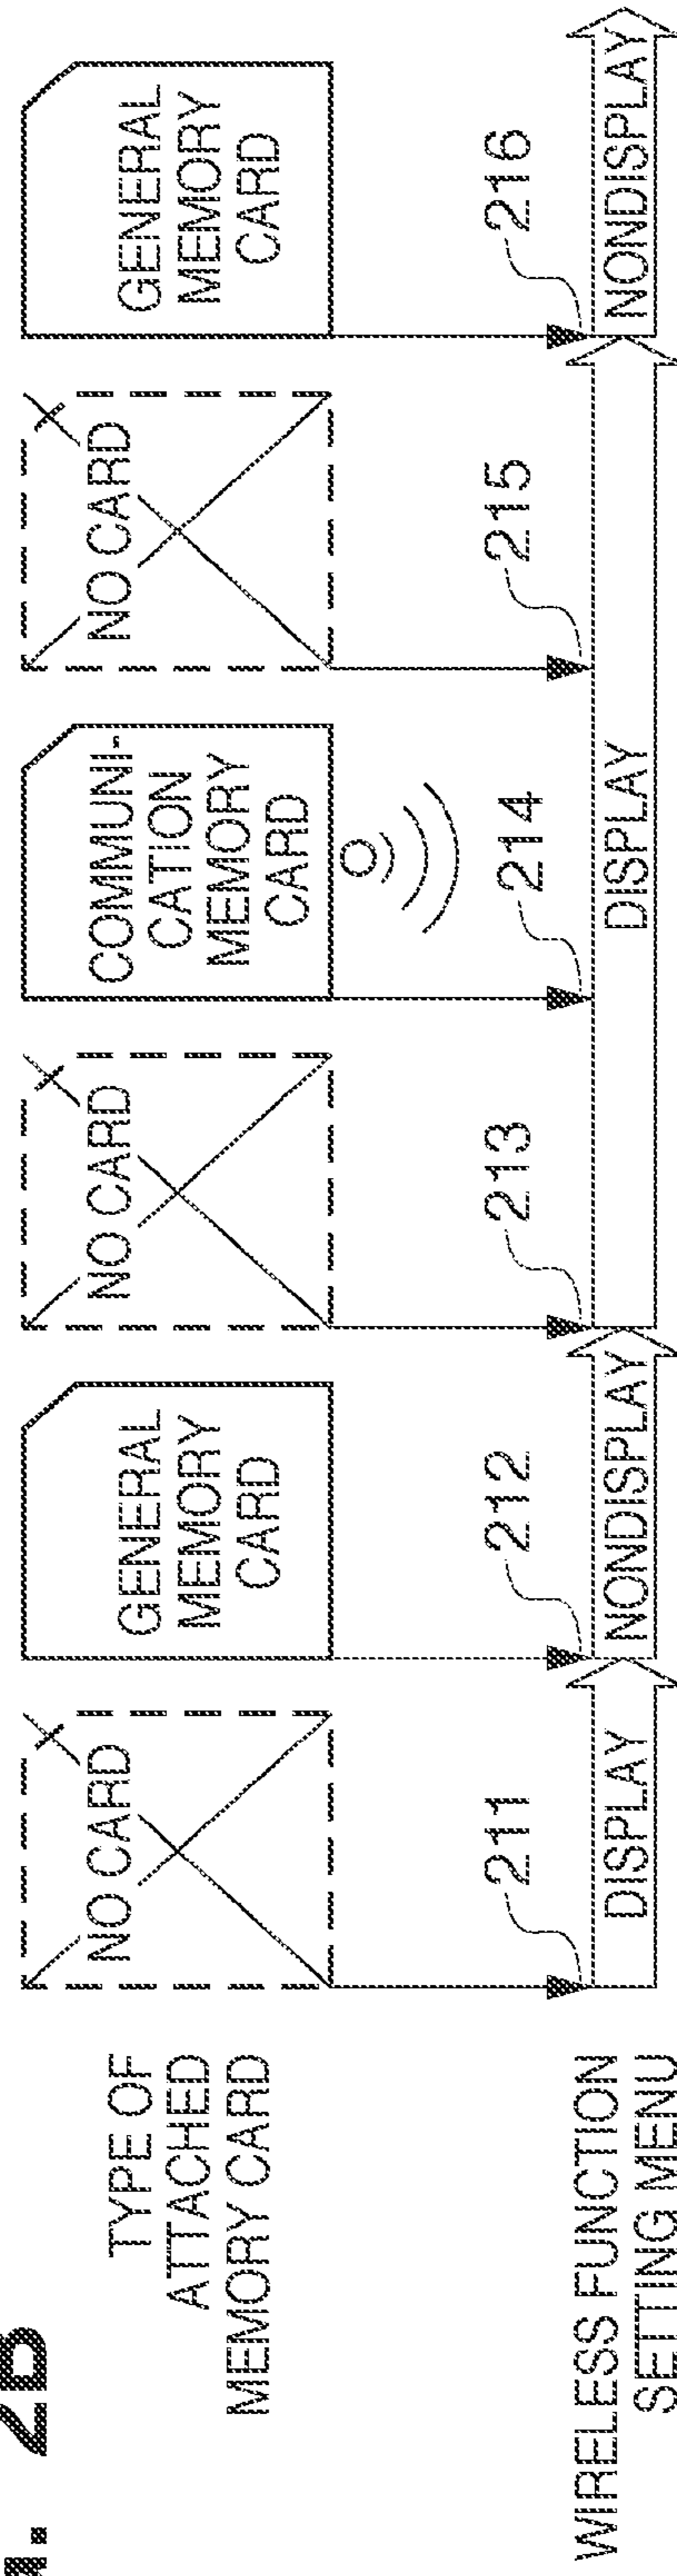 2B
TYPE OF
ATTACHED
MEMORY CARD
NO CARD
GENERAL
MEMORY
CARD
NO CARD
COMMUNI-
CATION
MEMORY
CARD
NO CARD
GENERAL
MEMORY
CARD
211
212
213
214
215
216
WIRELESS FUNCTION
SETTING MENU
DISPLAY
NONDISPLAY
DISPLAY
NONDISPLAY